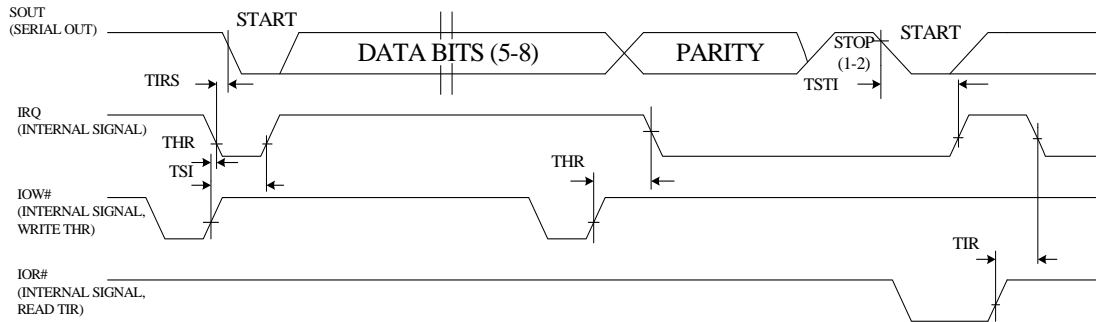 SOUT
(SERIAL OUT)
START
DATA BITS (5-8)
PARITY
STOP
(1-2)
START
TIRS
TSTI
IRQ
(INTERNAL SIGNAL)
THR
TSI
THR
IOW#
(INTERNAL SIGNAL,
WRITE THR)
TIR
IOR#
(INTERNAL SIGNAL,
READ TIR)